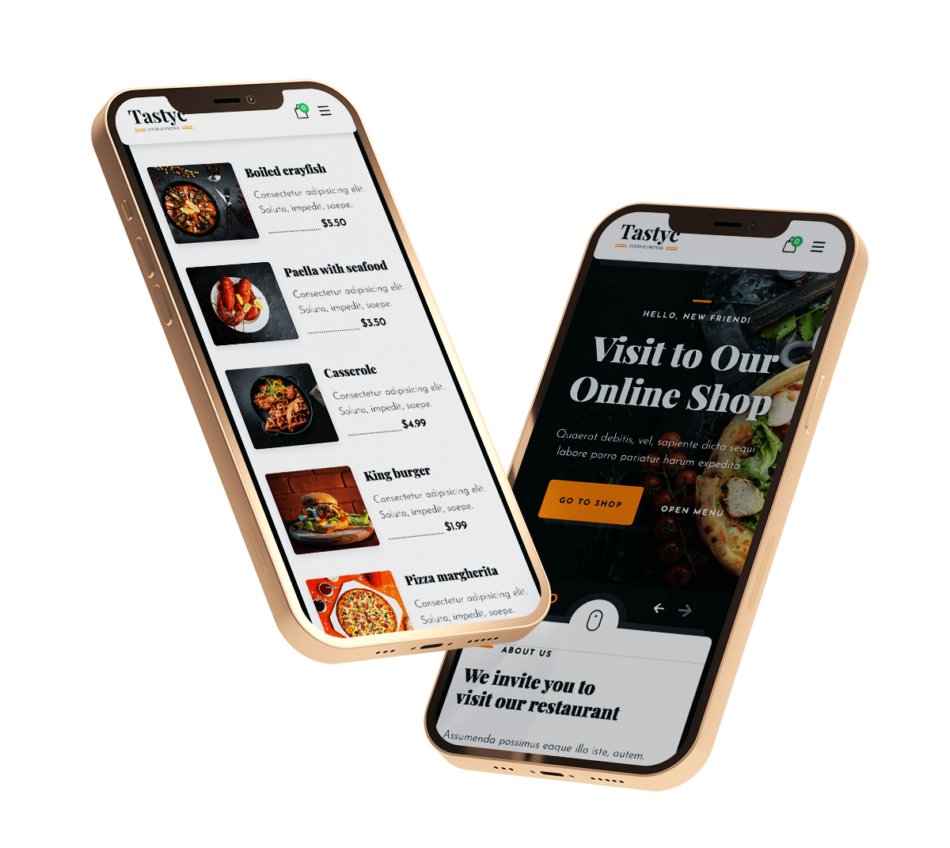 Tastyc
FOOD & DRINKS
Boiled crayfish
Consectetur adipisicing elit.
Soluta, impedit, saepe.
$5.50
Paella with seafood
Consectetur adipisicing elit.
Soluta, impedit, saepe.
$3.50
Casserole
Consectetur adipisicing elit.
Soluta, impedit, saepe.
$4.99
King burger
Consectetur adipisicing elit.
Soluta, impedit, saepe.
$1.99
Pizza margherita
Consectetur adipisicing elit.
Soluta, impedit, saepe.
Tastyc
FOOD & DRINKS
HELLO, NEW FRIEND!
Visit to Our
Online Shop
Quaerat debitis, vel, sapiente dicta sequi
labore porro pariatur harum expedita.
GO TO SHOP
OPEN MENU
ABOUT US
We invite you to
visit our restaurant
Assumenda possimus eaque illo iste, autem.